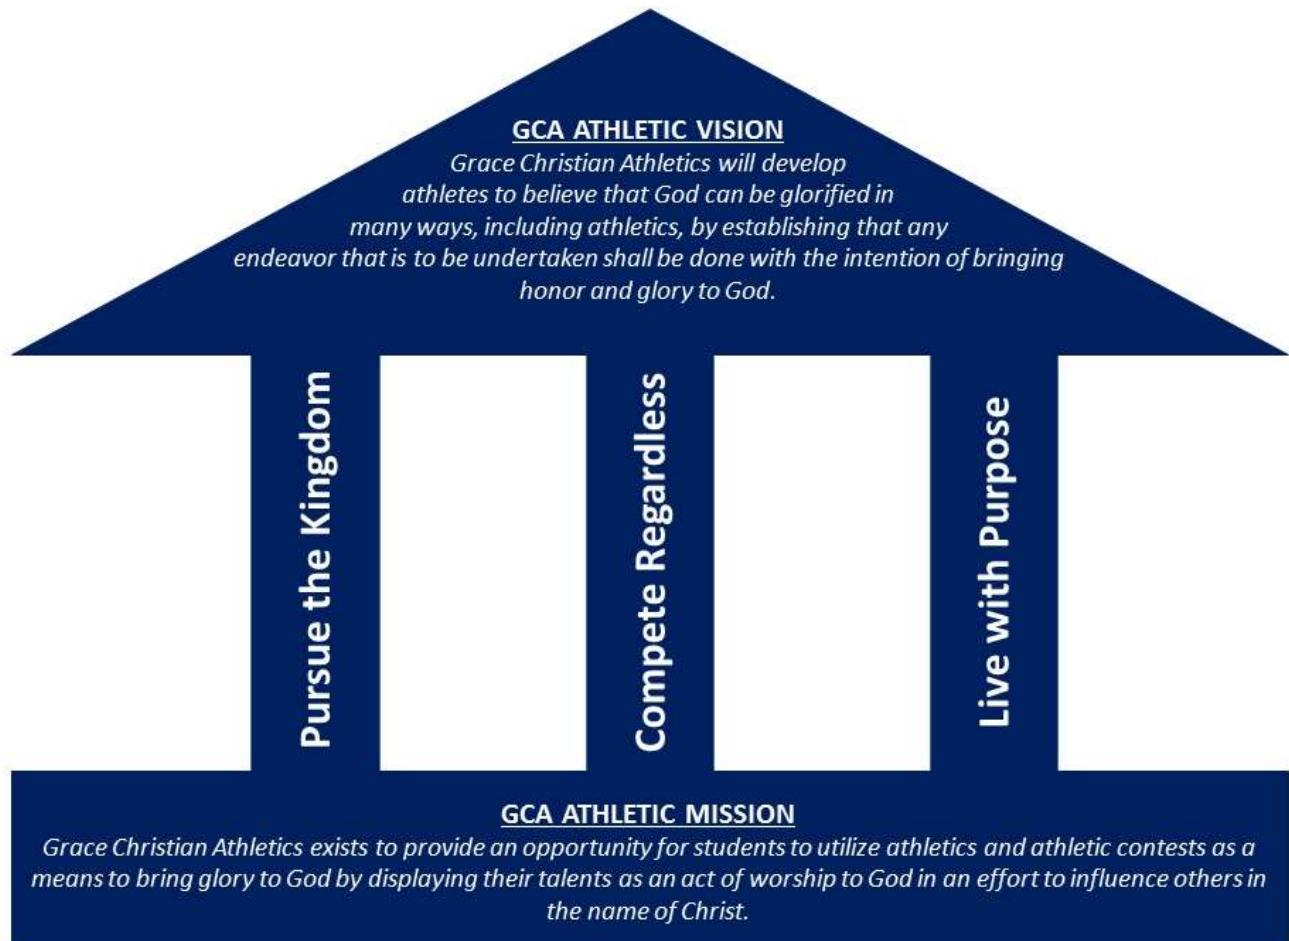 GCA ATHLETIC VISION
Grace Christian Athletics will develop
athletes to believe that God can be glorified in
many ways, including athletics, by establishing that any
endeavor that is to be undertaken shall be done with the intention of bringing
honor and glory to God.
Pursue the Kingdom
Compete Regardless
Live with Purpose
GCA ATHLETIC MISSION
Grace Christian Athletics exists to provide an opportunity for students to utilize athletics and athletic contests as a
means to bring glory to God by displaying their talents as an act of worship to God in an effort to influence others in
the name of Christ.